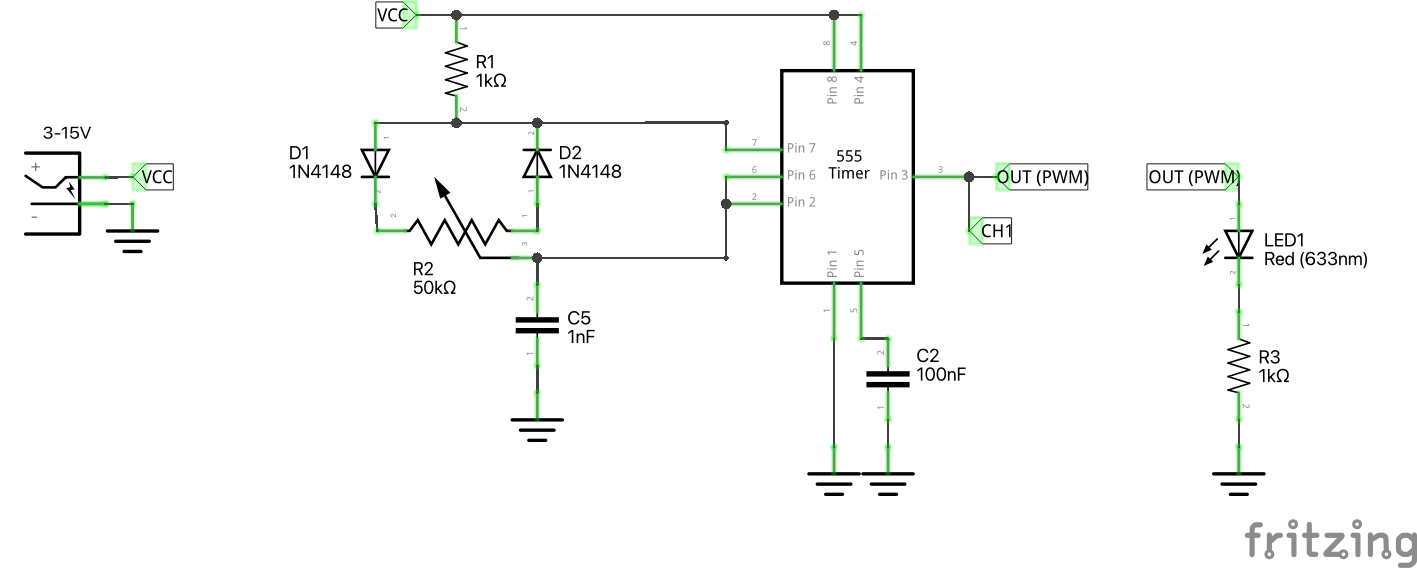 VCC
R1
1kΩ
1
2
8
4
Pin 8
Pin 4
3-15V
+
-
VCC
D1
1N4148
1
2
D2
1N4148
2
1
7
Pin 7
6
Pin 6
2
Pin 2
555
Timer
Pin 3
3
OUT (PWM)
CH1
OUT (PWM)
1
LED1
Red (633nm)
2
2
1
3
R2
50kΩ
Pin 1
Pin 5
1
5
2
C5
1nF
1
2
C2
100nF
1
1
R3
1kΩ
2
fritzing